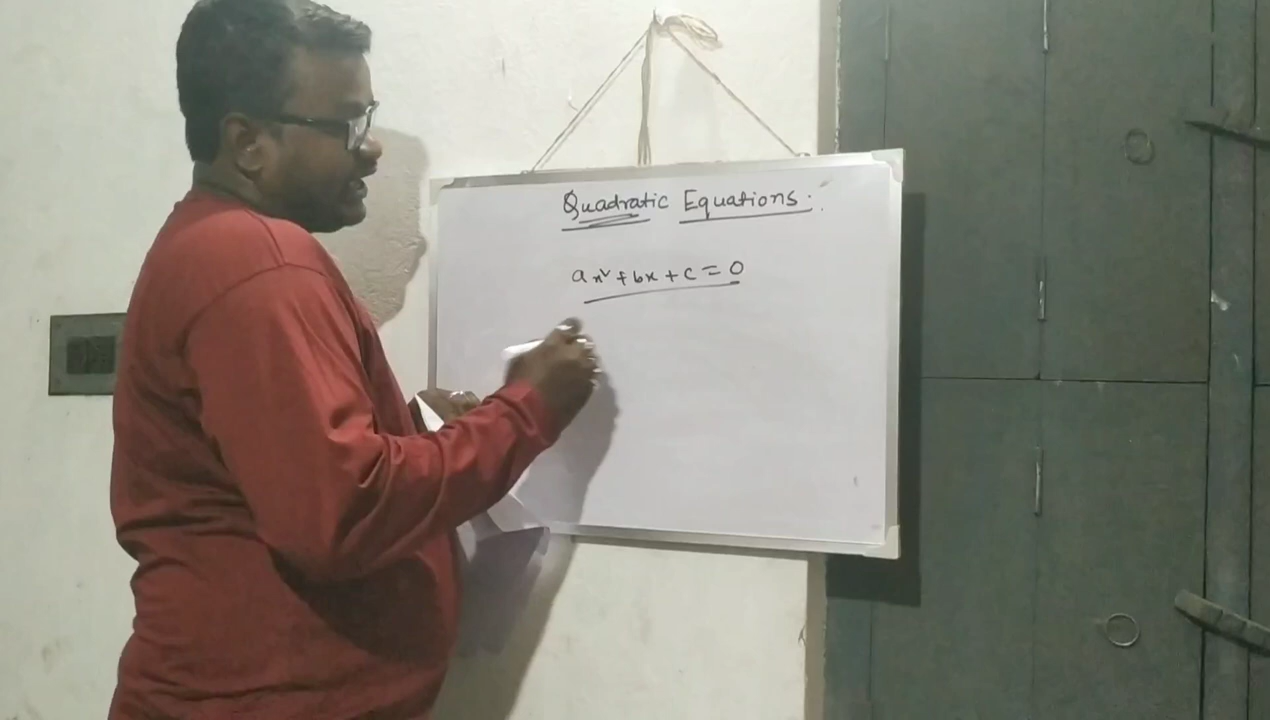 Quadratic Equations.
ax² + bx + c = 0